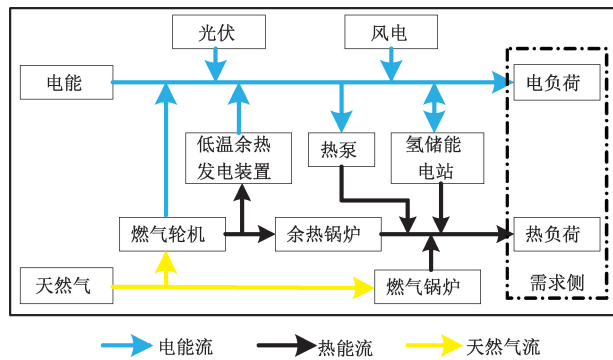 光伏
风电
电能
电负荷
低温余热
发电装置
热泵
氢储能
电站
燃气轮机
余热锅炉
热负荷
天然气
燃气锅炉
需求侧
电能流
热能流
天然气流